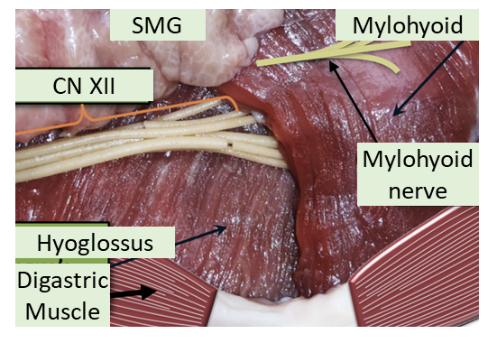 SMG
Mylohyoid
CN XII
Mylohyoid
nerve
Hyoglossus
Digastric
Muscle